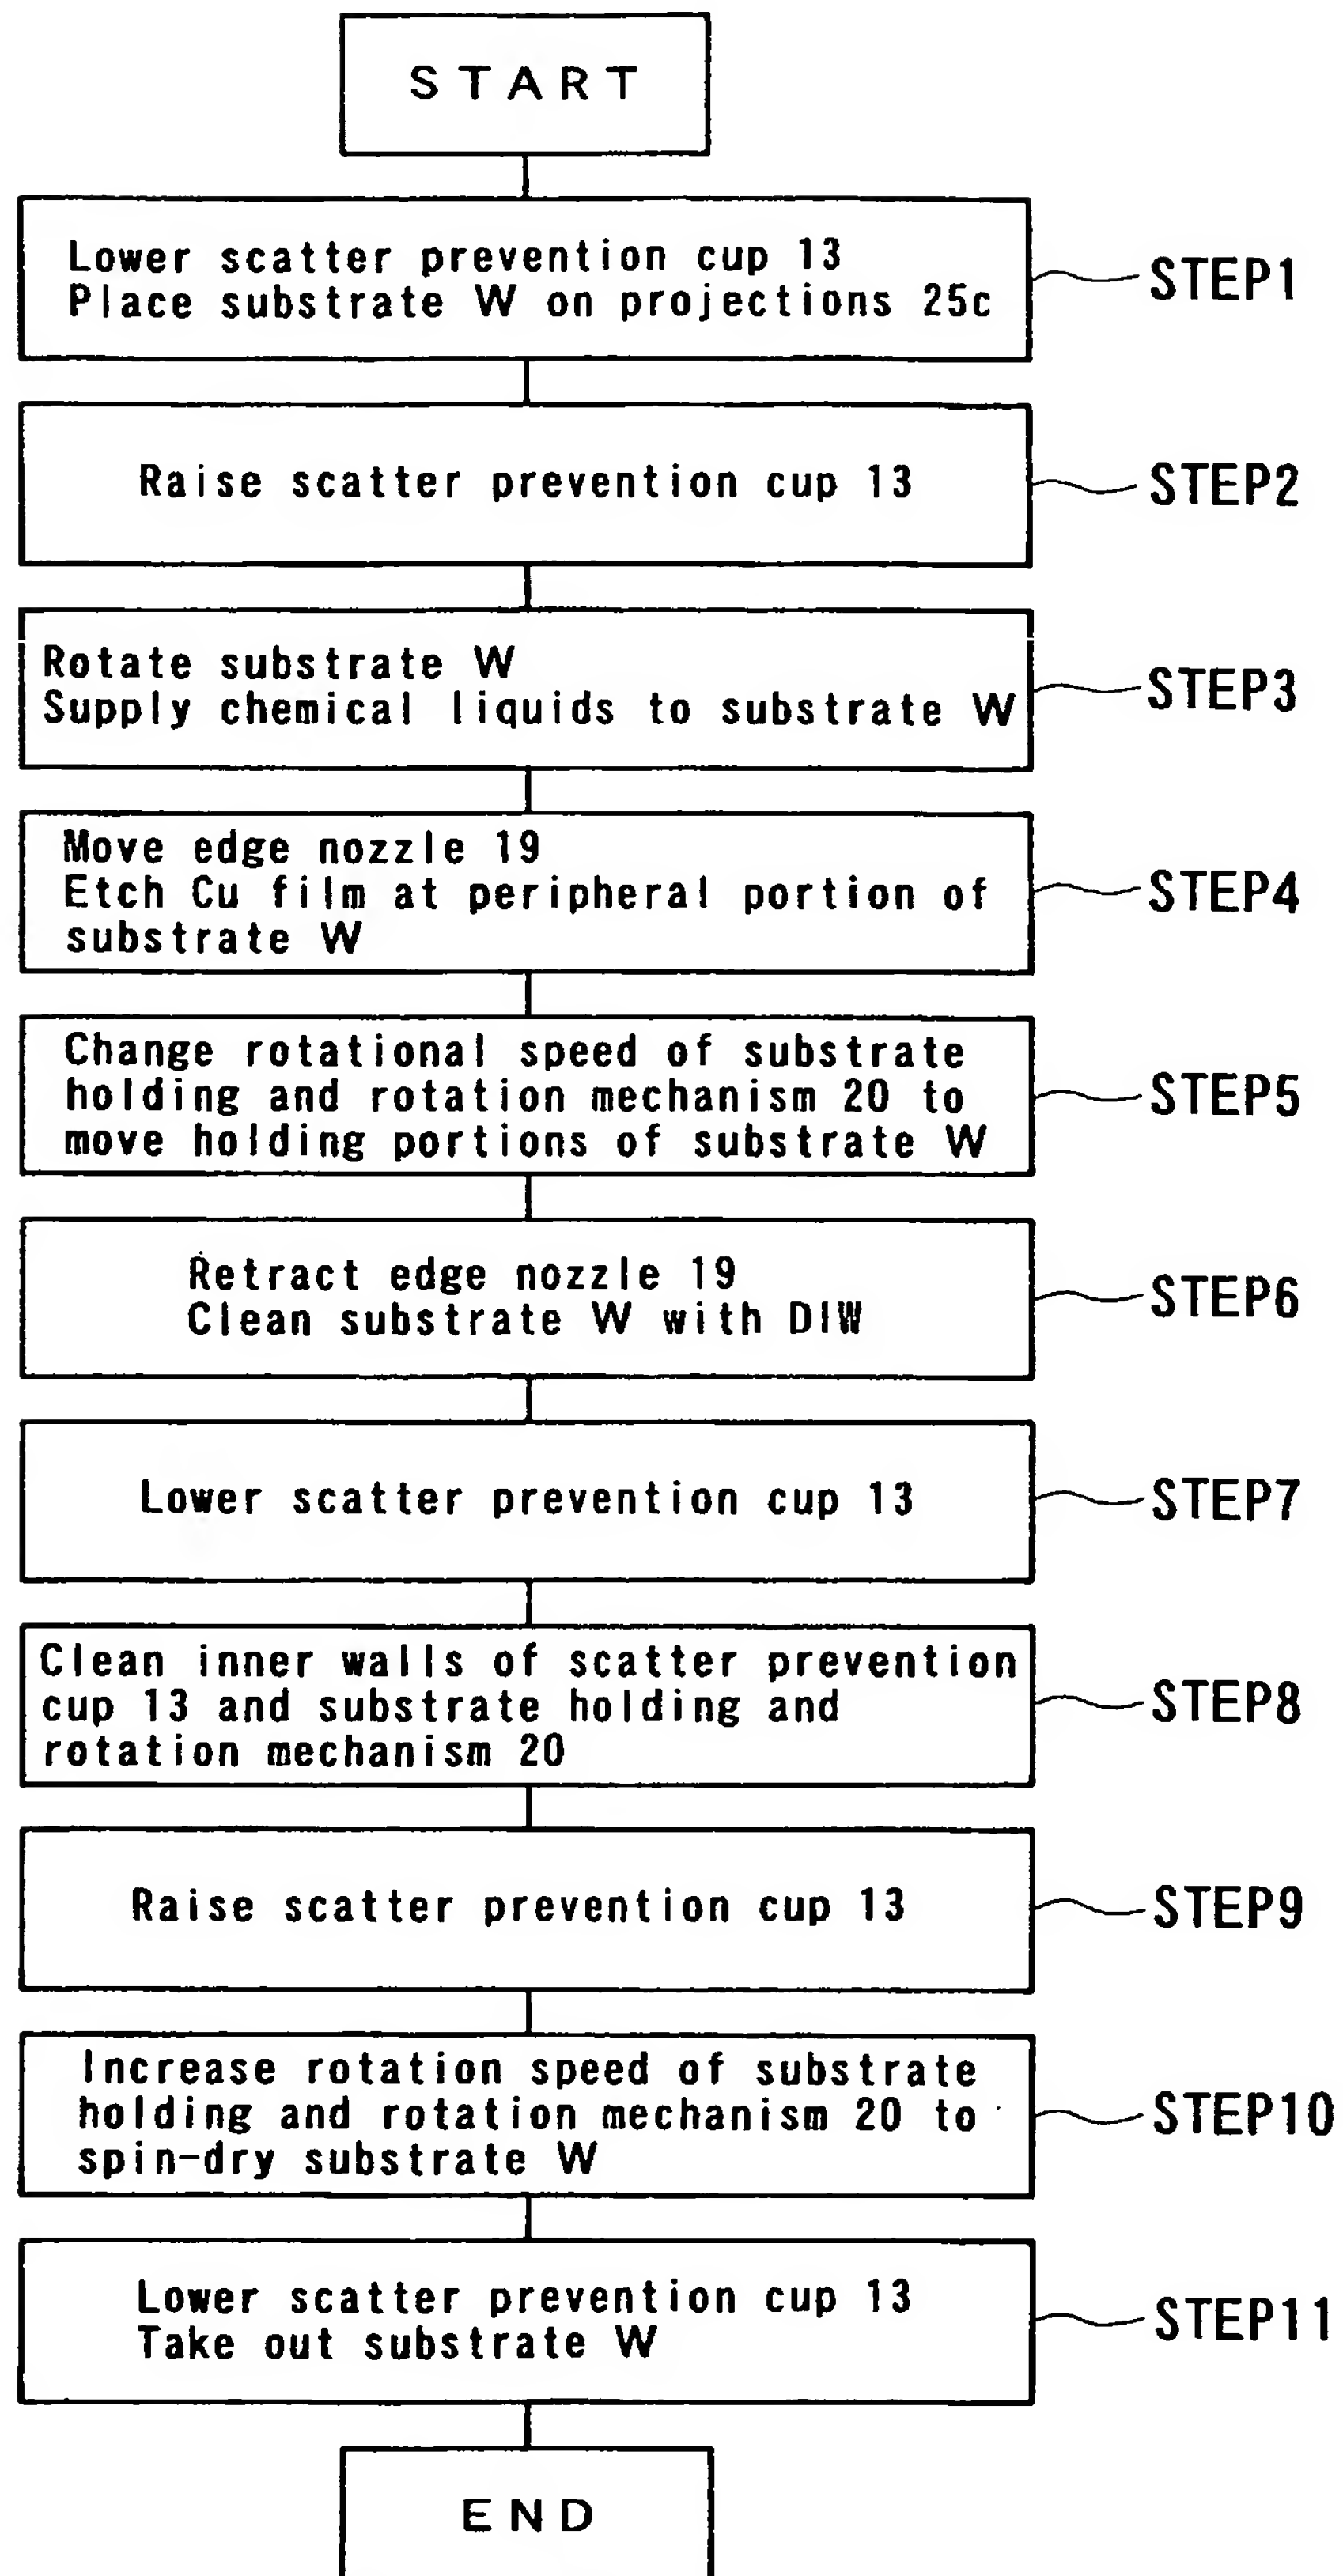 START
Lower scatter prevention cup 13
Place substrate W on projections 25c
STEP1
Raise scatter prevention cup 13
STEP2
Rotate substrate W
Supply chemical liquids to substrate W
STEP3
Move edge nozzle 19
Etch Cu film at peripheral portion of
substrate W
STEP4
Change rotational speed of substrate
holding and rotation mechanism 20 to
move holding portions of substrate W
STEP5
Retract edge nozzle 19
Clean substrate W with DIW
STEP6
Lower scatter prevention cup 13
STEP7
Clean inner walls of scatter prevention
cup 13 and substrate holding and
rotation mechanism 20
STEP8
Raise scatter prevention cup 13
STEP9
Increase rotation speed of substrate
holding and rotation mechanism 20 to
spin-dry substrate W
STEP10
Lower scatter prevention cup 13
Take out substrate W
STEP11
END